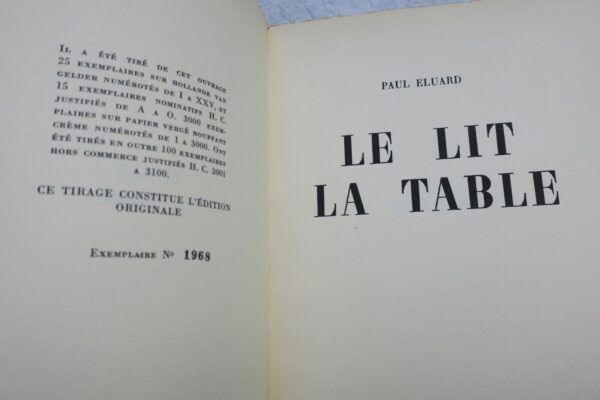 IL A ÉTÉ TIRÉ DE CET OUVRAGE
25 EXEMPLAIRES SUR HOLLANDE VAN
GELDER NUMÉROTÉS DE I A XXV, ET
15 EXEMPLAIRES NOMINATIFS H. C.
JUSTIFIÉS DE A A O. 3000 EXEM-
PLAIRES SUR PAPIER VERGÉ BOUFFANT
CRÈME NUMÉROTÉS DE 1 A 3000. ONT
ÉTÉ TIRÉS EN OUTRE 100 EXEMPLAIRES
HORS COMMERCE JUSTIFIÉS H. C. 3001
A 3100.
CE TIRAGE CONSTITUE L'ÉDITION
ORIGINALE
EXEMPLAIRE No 1968
PAUL ELUARD
LE LIT
LA TABLE